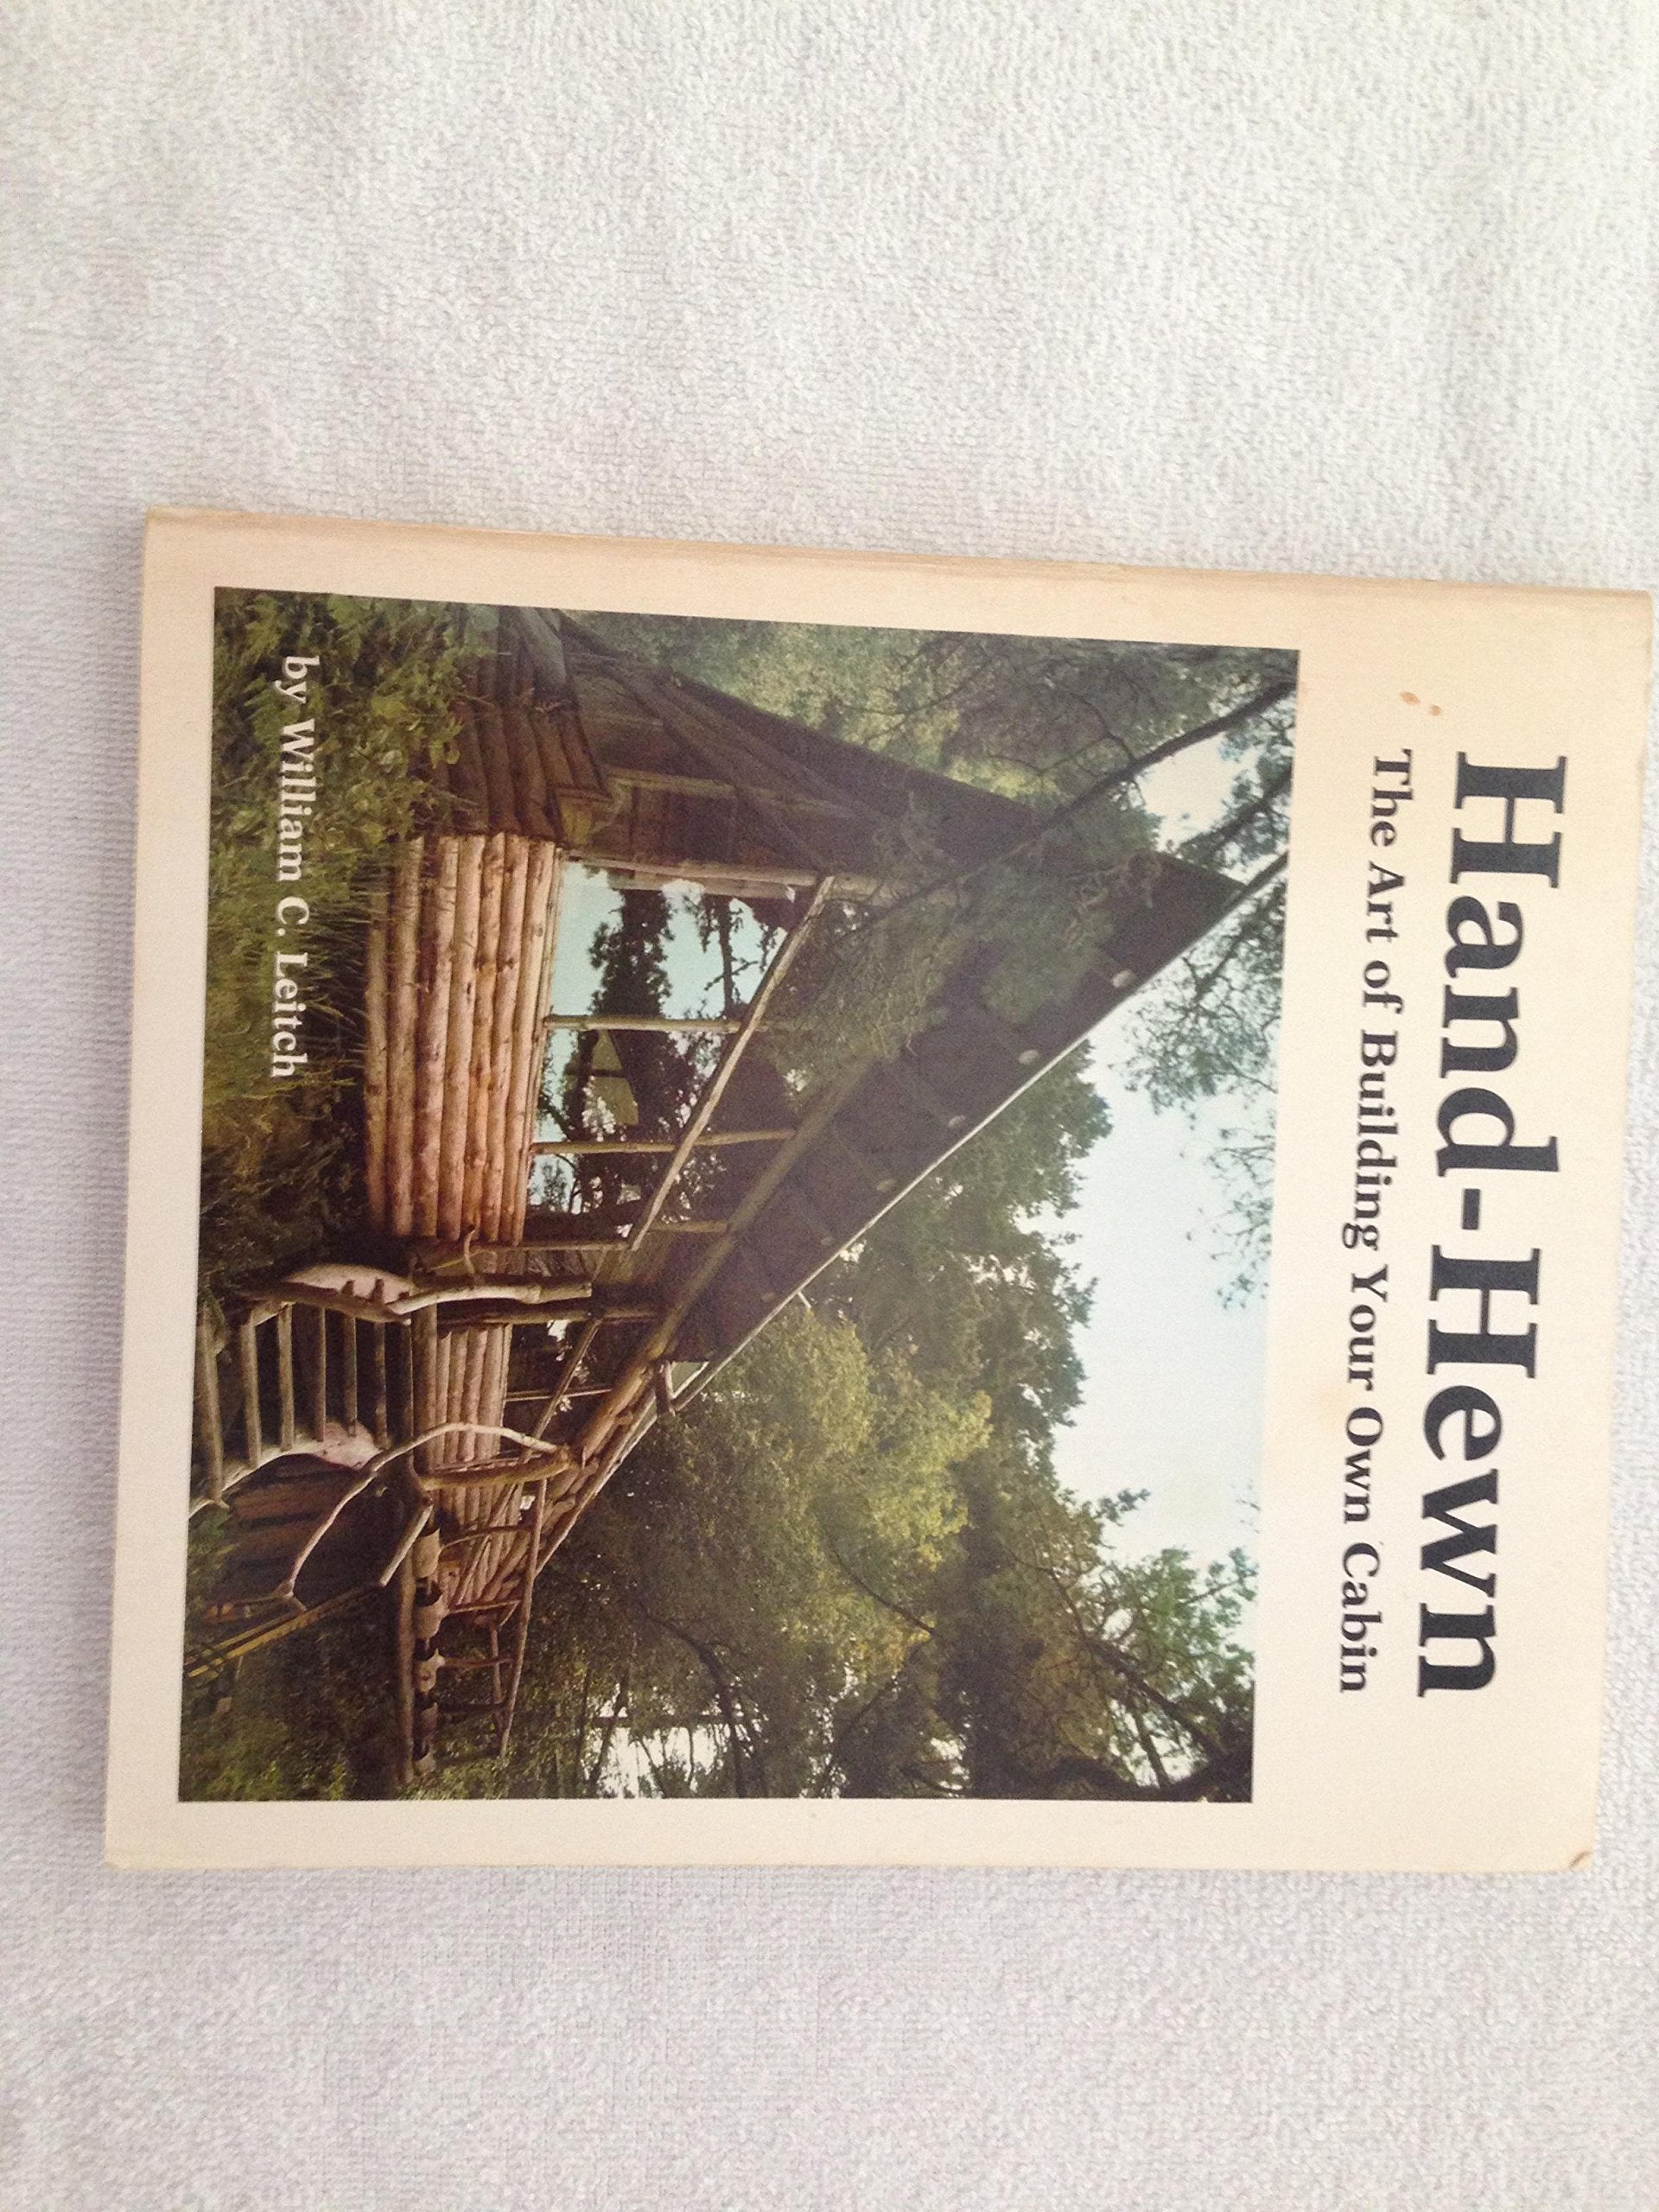 Hand-Hewn
The Art of Building Your Own Cabin
by William C. Leitch